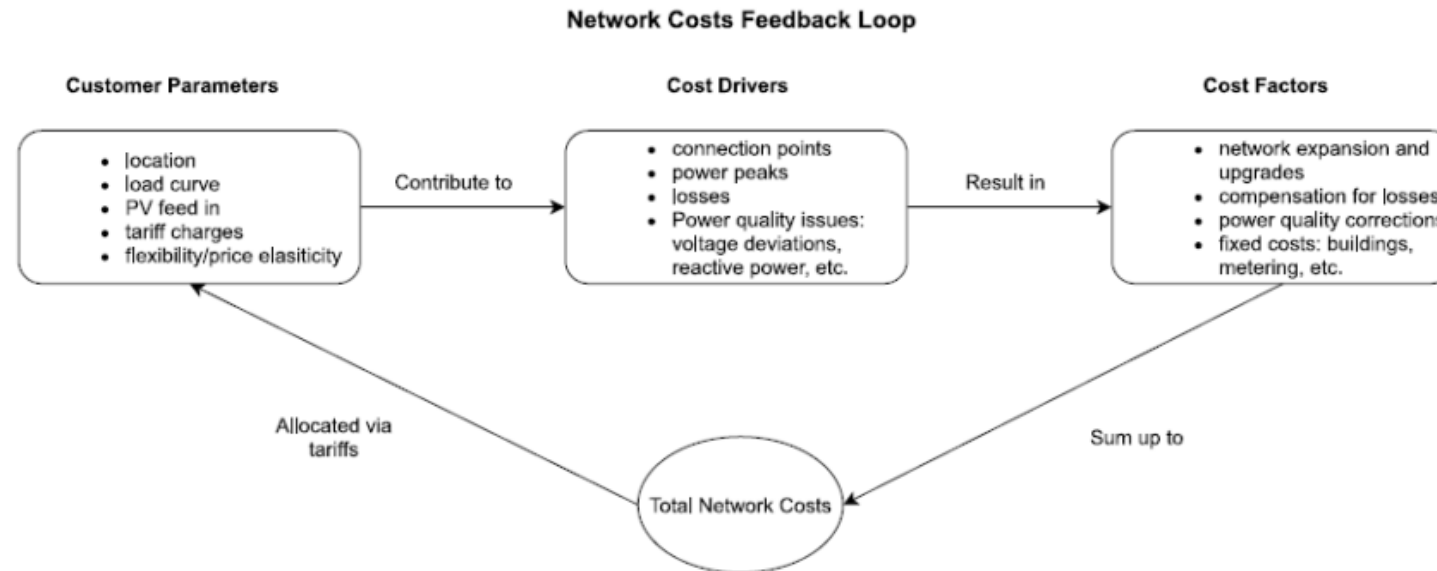 Network Costs Feedback Loop
Customer Parameters
Cost Drivers
Cost Factors
• location
• load curve
• PV feed in
• tariff charges
• flexibility/price elasiticity
Contribute to
• connection points
• power peaks
• losses
• Power quality issues:
voltage deviations,
reactive power, etc.
Result in
• network expansion and
upgrades
• compensation for losses
• power quality corrections
• fixed costs: buildings,
metering, etc.
Allocated via
tariffs
Sum up to
Total Network Costs